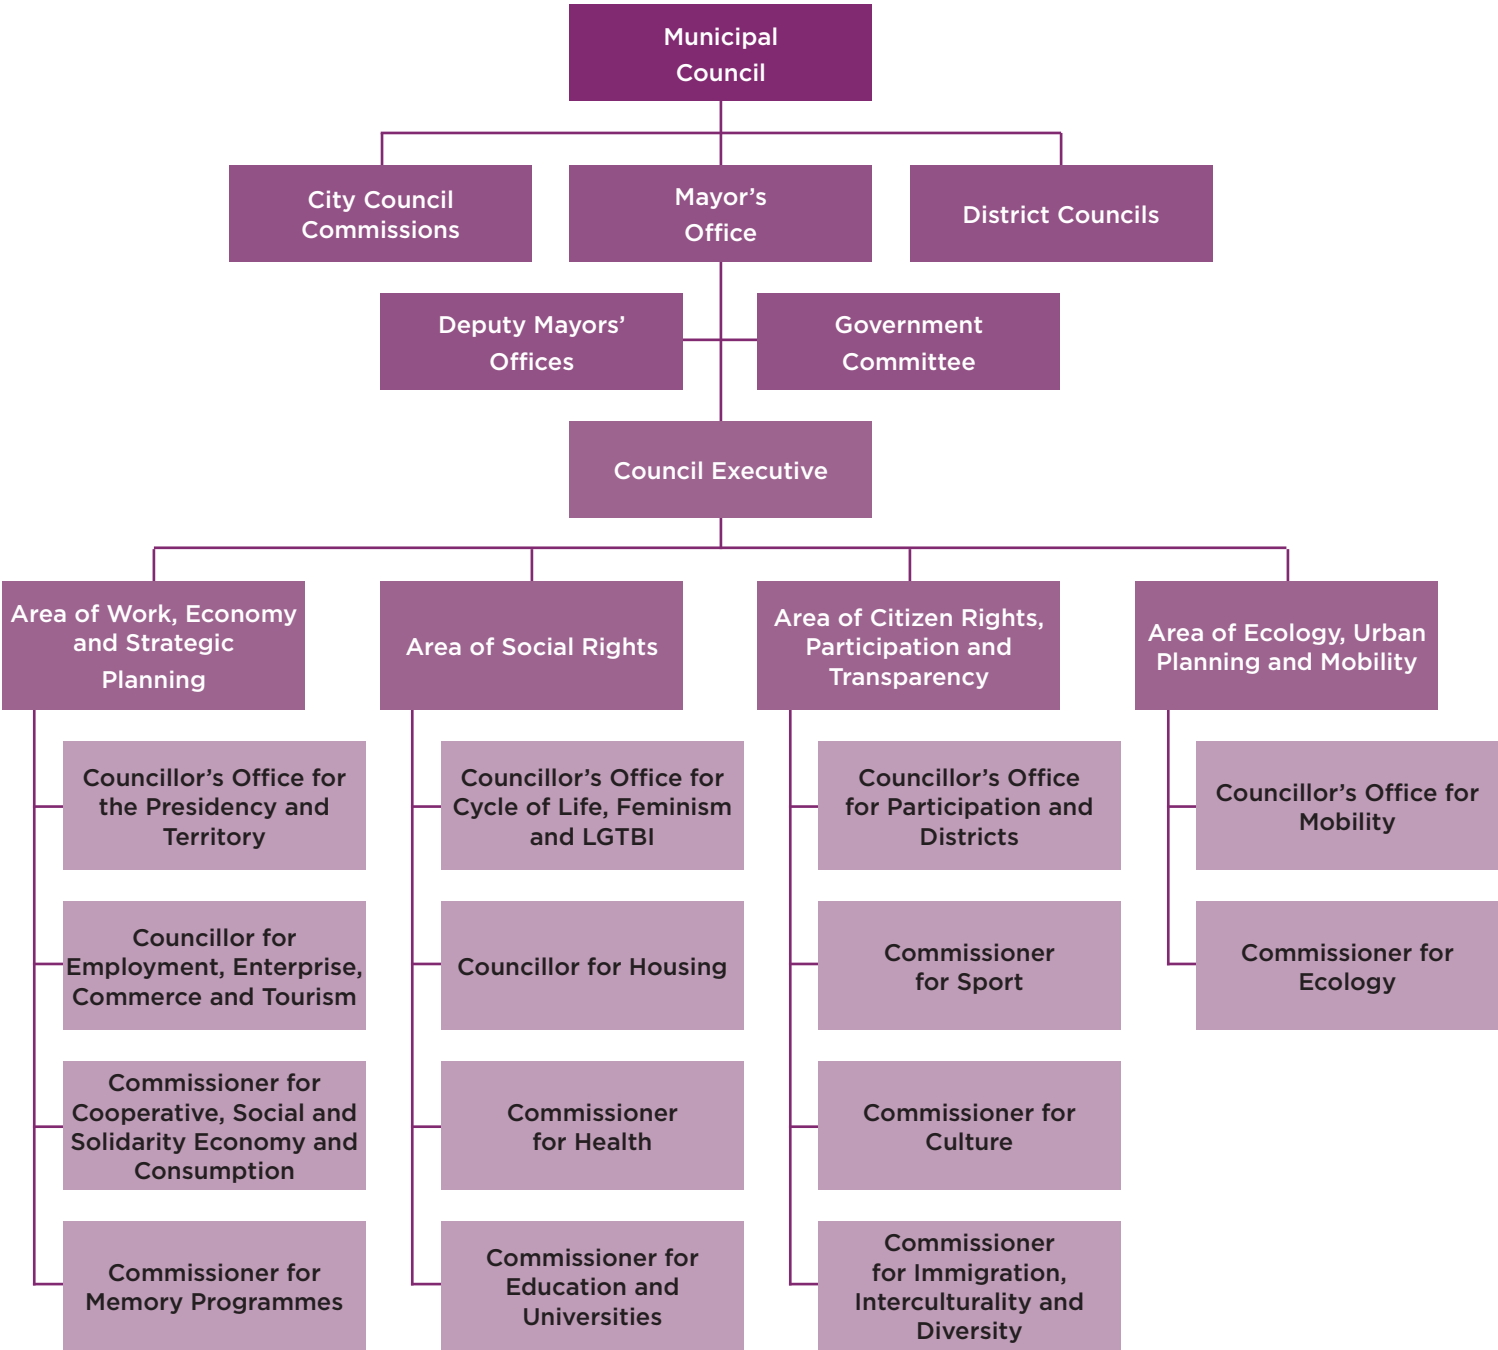 Municipal
Council
City Council
Commissions
Mayor’s
Office
District Councils
Deputy Mayors’
Offices
Government
Committee
Council Executive
Area of Work, Economy
and Strategic
Planning
Area of Social Rights
Area of Citizen Rights,
Participation and
Transparency
Area of Ecology, Urban
Planning and Mobility
Councillor’s Office for
the Presidency and
Territory
Councillor for
Employment, Enterprise,
Commerce and Tourism
Commissioner for
Cooperative, Social and
Solidarity Economy and
Consumption
Commissioner for
Memory Programmes
Councillor’s Office for
Cycle of Life, Feminism
and LGTBI
Councillor for Housing
Commissioner
for Health
Commissioner for
Education and
Universities
Councillor’s Office
for Participation and
Districts
Commissioner
for Sport
Commissioner for
Culture
Commissioner
for Immigration,
Interculturality and
Diversity
Councillor’s Office for
Mobility
Commissioner for
Ecology